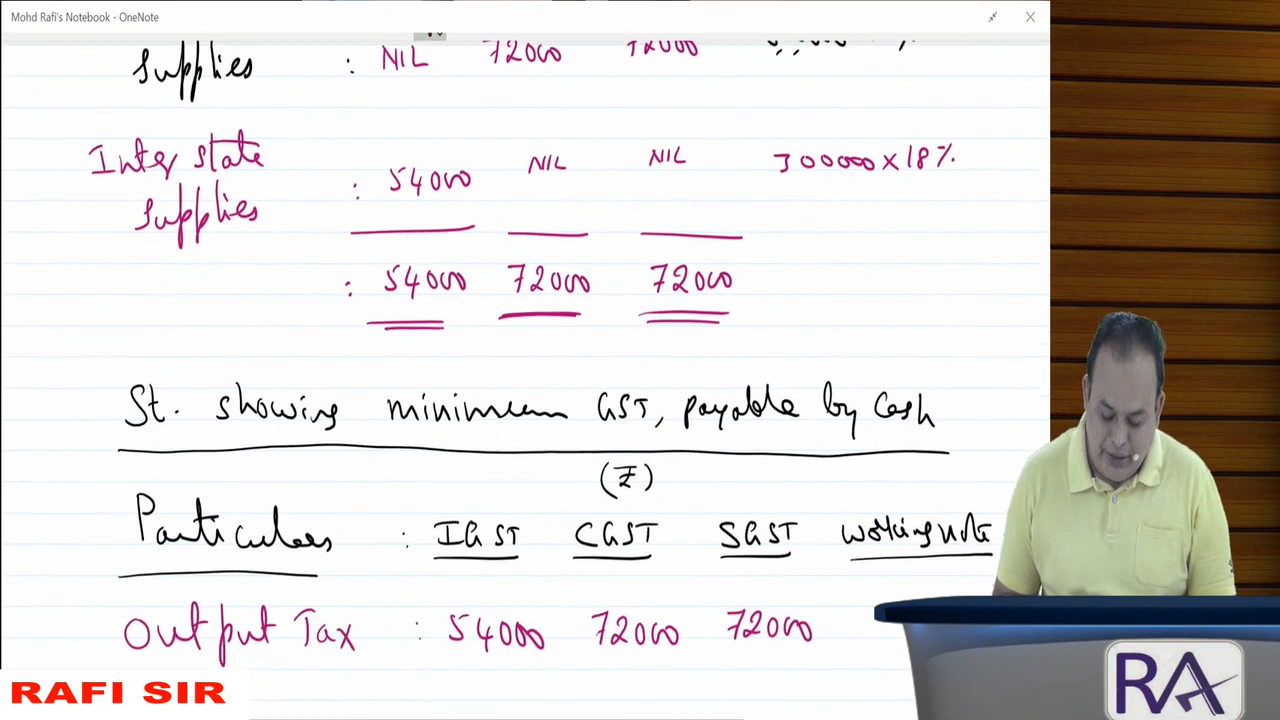 Mohd Rafi's Notebook - OneNote
Supplies : NIL 72000 72000
Inter state Supplies : 54000 NIL NIL 300000 x 18%
: 54000 72000 72000
St. showing minimum GST, payable by Cash
(₹)
Particulars : IGST CGST SGST Working note
Output Tax : 54000 72000 72000
RAFI SIR
RA